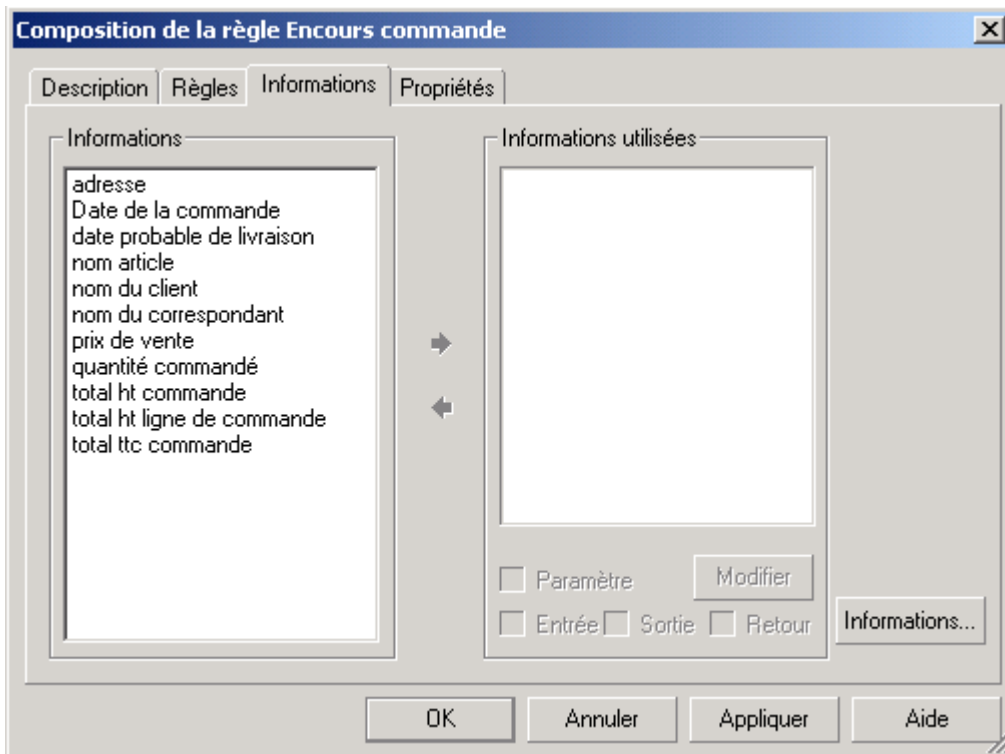 Composition de la règle Encours commande
Description Règles Informations Propriétés
Informations
adresse
Date de la commande
date probable de livraison
nom article
nom du client
nom du correspondant
prix de vente
quantité commandé
total ht commande
total ht ligne de commande
total ttc commande
Informations utilisées
Paramètre Modifier
Entrée Sortie Retour
Informations...
OK Annuler Appliquer Aide